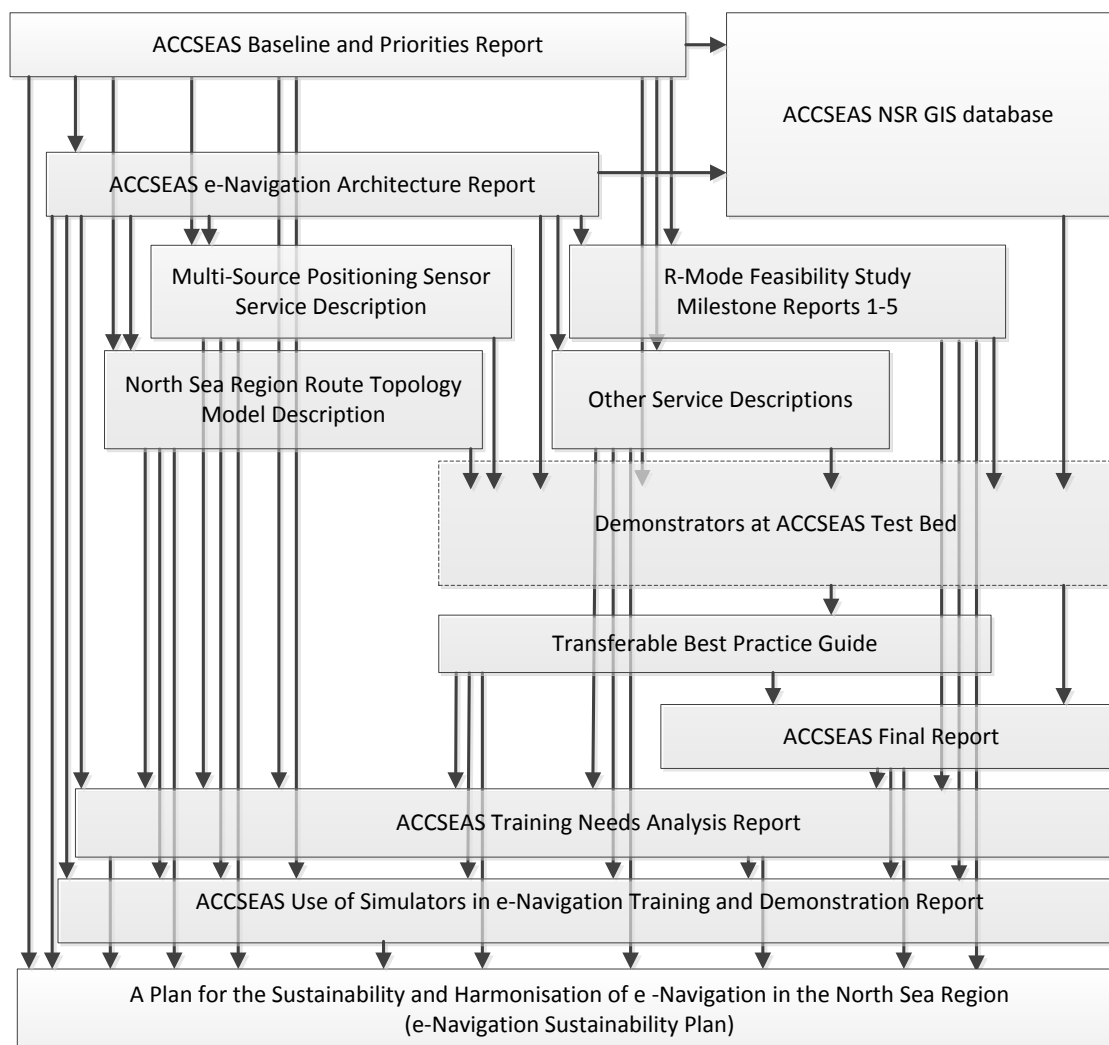 ACCSEAS Baseline and Priorities Report
ACCSEAS NSR GIS database
ACCSEAS e-Navigation Architecture Report
Multi-Source Positioning Sensor
Service Description
R-Mode Feasibility Study
Milestone Reports 1-5
North Sea Region Route Topology
Model Description
Other Service Descriptions
Demonstrators at ACCSEAS Test Bed
Transferable Best Practice Guide
ACCSEAS Final Report
ACCSEAS Training Needs Analysis Report
ACCSEAS Use of Simulators in e-Navigation Training and Demonstration Report
A Plan for the Sustainability and Harmonisation of e -Navigation in the North Sea Region
(e-Navigation Sustainability Plan)